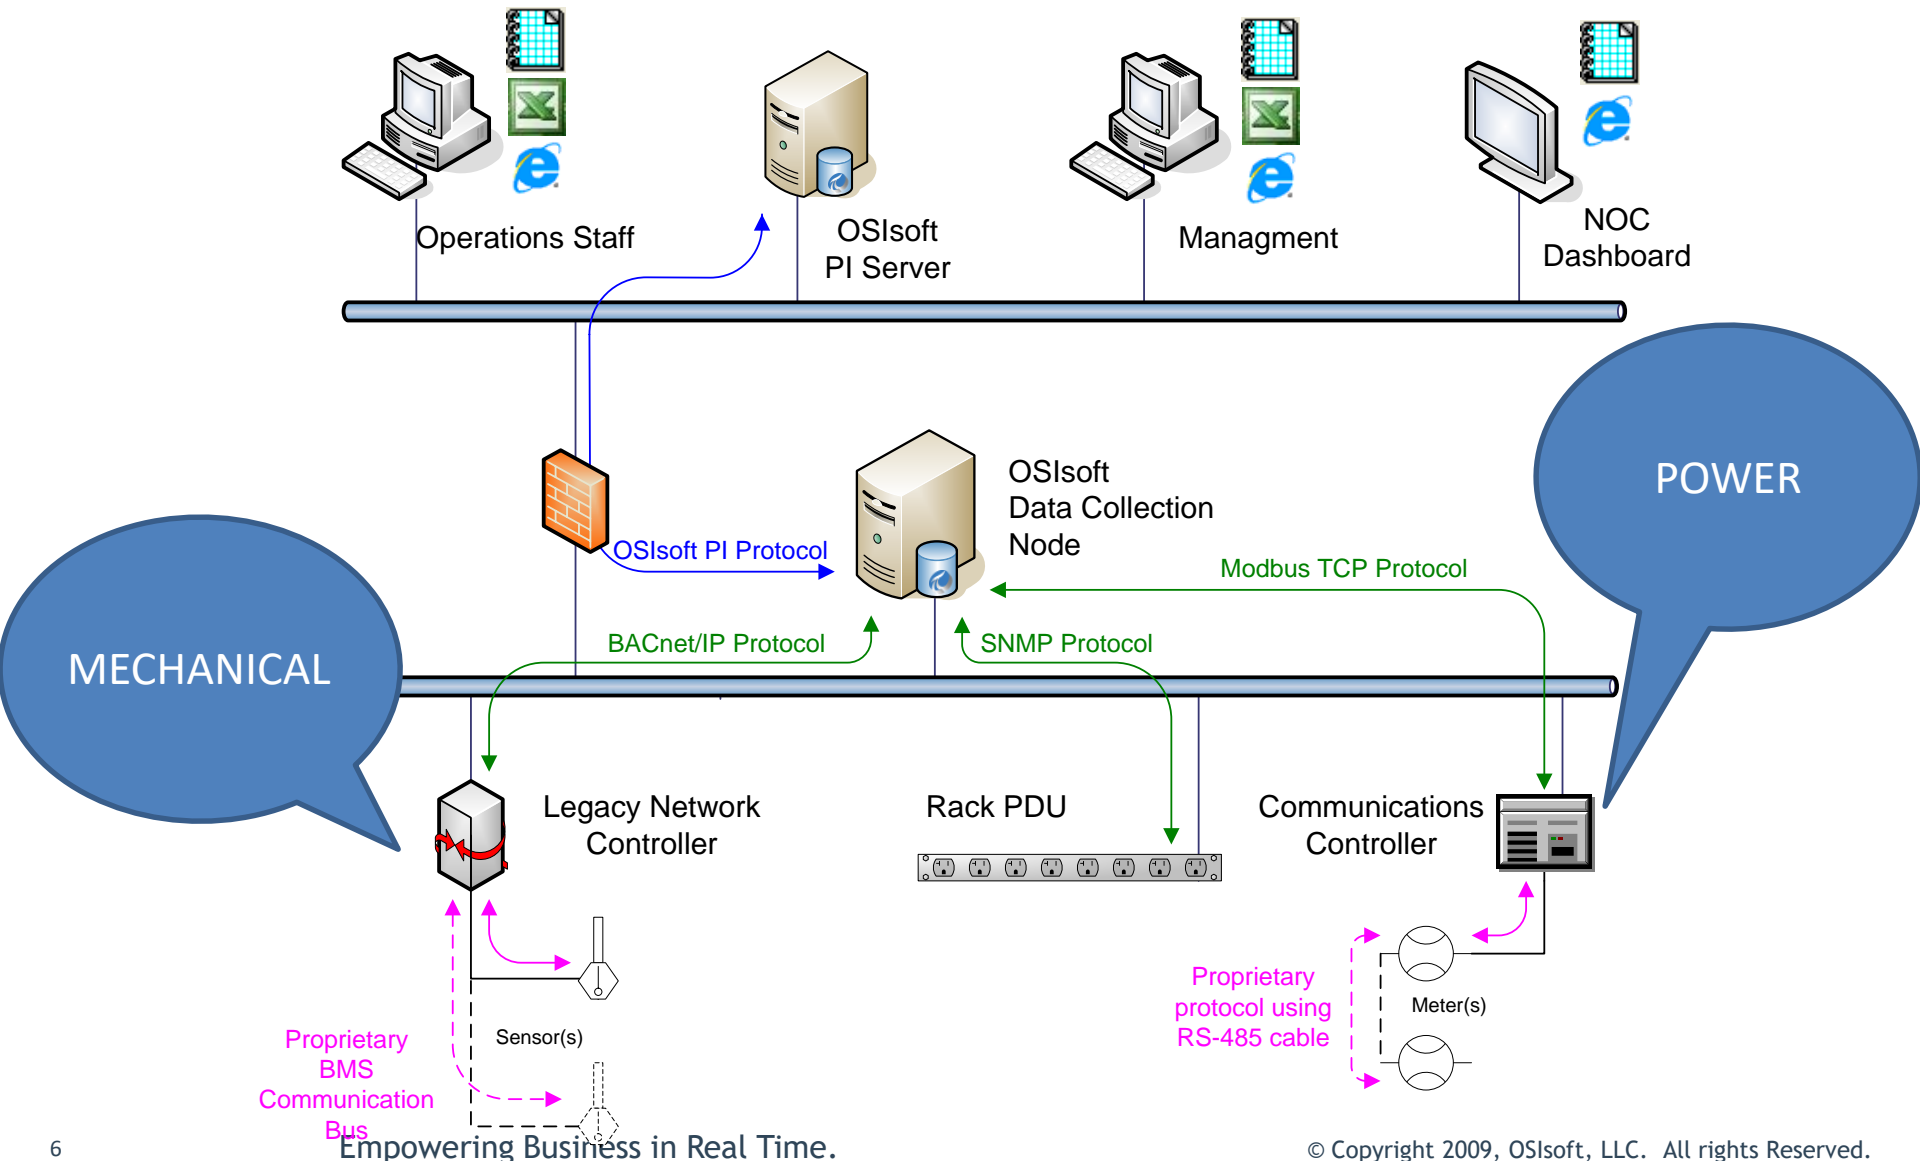 Operations Staff
OSIsoft
PI Server
Managment
NOC
Dashboard
POWER
OSIsoft
Data Collection
Node
OSIsoft PI Protocol
Modbus TCP Protocol
BACnet/IP Protocol
SNMP Protocol
MECHANICAL
Legacy Network
Controller
Rack PDU
Communications
Controller
Proprietary
protocol using
RS-485 cable
Meter(s)
Sensor(s)
Proprietary
BMS
Communication
Bus
6
Empowering Business in Real Time.
© Copyright 2009, OSIsoft, LLC. All rights Reserved.